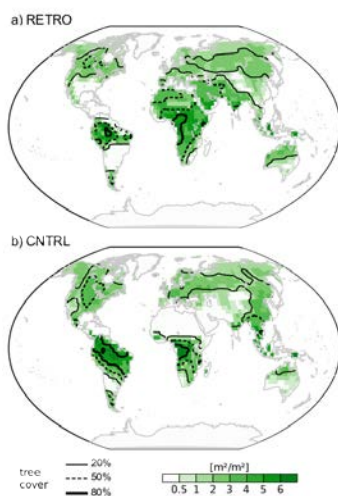 a) RETRO
b) CNTRL
tree
cover
20%
50%
80%
[m²/m²]
0.5 1 2 3 4 5 6